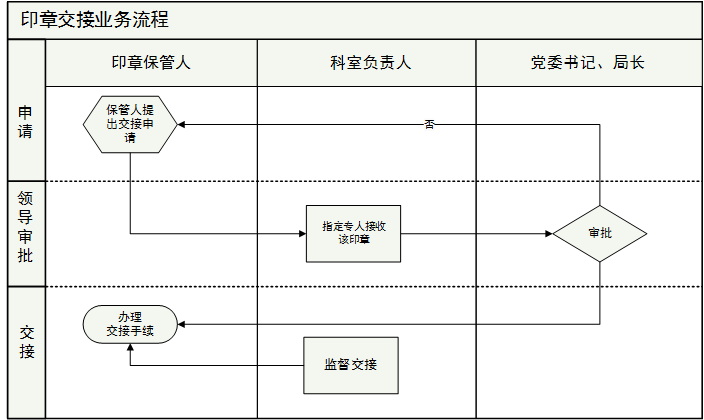 印章交接业务流程
印章保管人
科室负责人
党委书记、局长
申请
保管人提
出交接申
请
否
领导审批
指定专人接收
该印章
审批
交接
办理
交接手续
监督交接